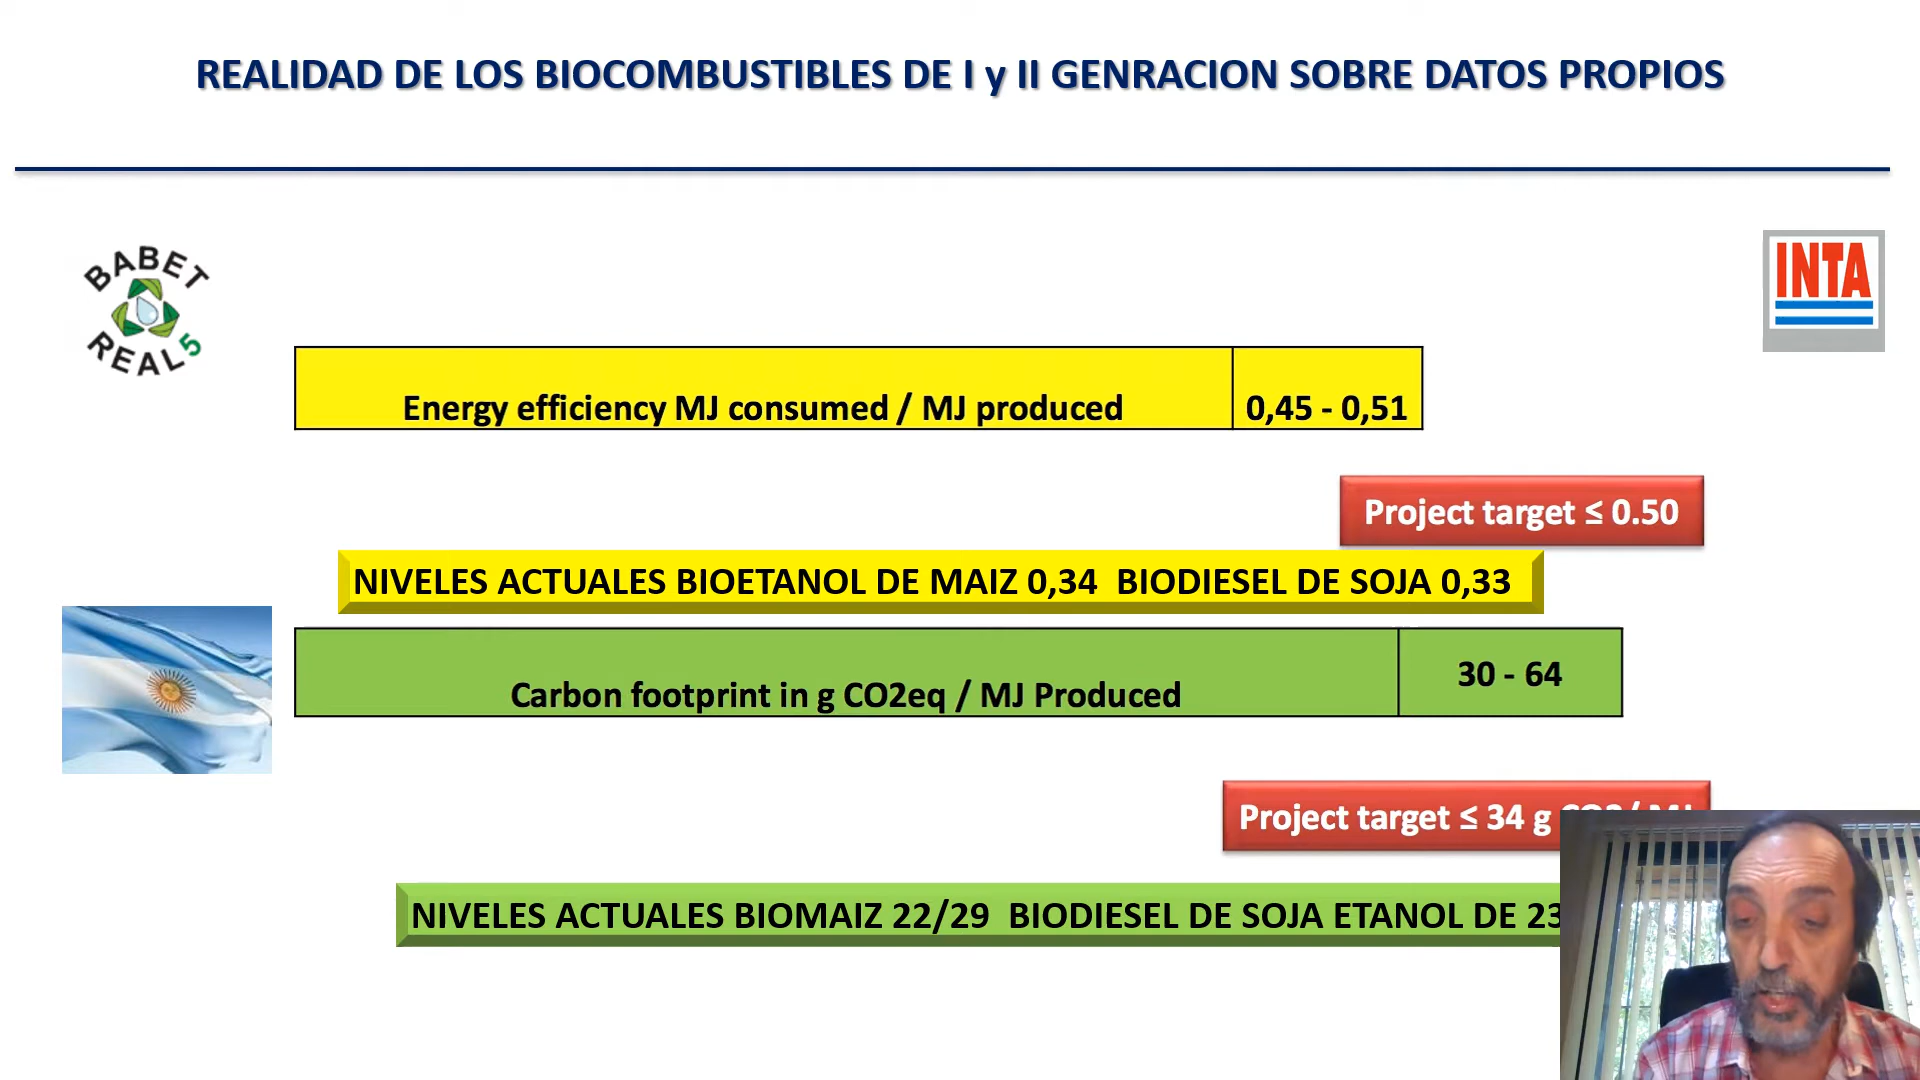 REALIDAD DE LOS BIOCOMBUSTIBLES DE I y II GENRACION SOBRE DATOS PROPIOS
BABET
REAL5
INTA
Energy efficiency MJ consumed / MJ produced 0,45 - 0,51
Project target ≤ 0.50
NIVELES ACTUALES BIOETANOL DE MAIZ 0,34 BIODIESEL DE SOJA 0,33
Carbon footprint in g CO2eq / MJ Produced 30 - 64
Project target ≤ 34 g
NIVELES ACTUALES BIOMAIZ 22/29 BIODIESEL DE SOJA ETANOL DE 23